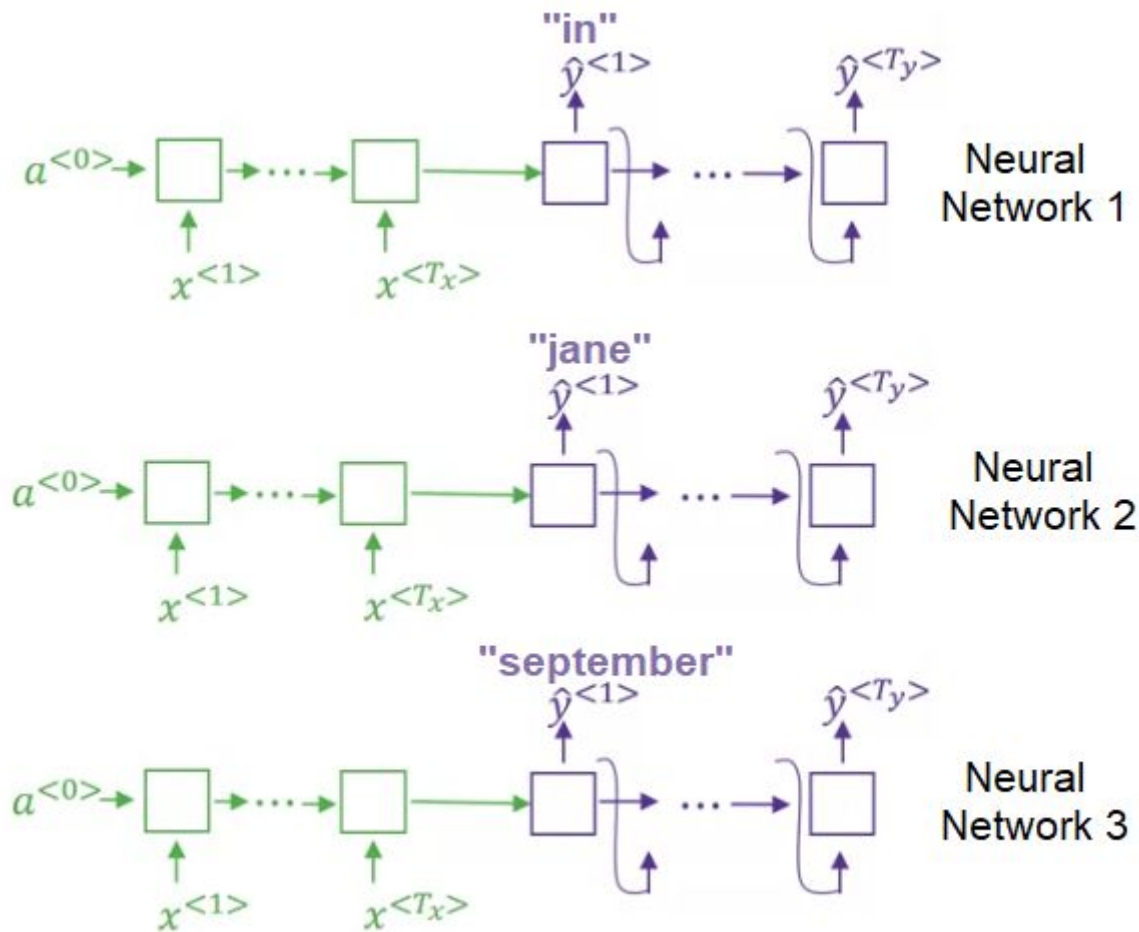 "in"
ŷ<1> ŷ<Ty>
a<0>
Neural
Network 1
x<1> x<Tx>
"jane"
ŷ<1> ŷ<Ty>
a<0>
Neural
Network 2
x<1> x<Tx>
"september"
ŷ<1> ŷ<Ty>
a<0>
Neural
Network 3
x<1> x<Tx>